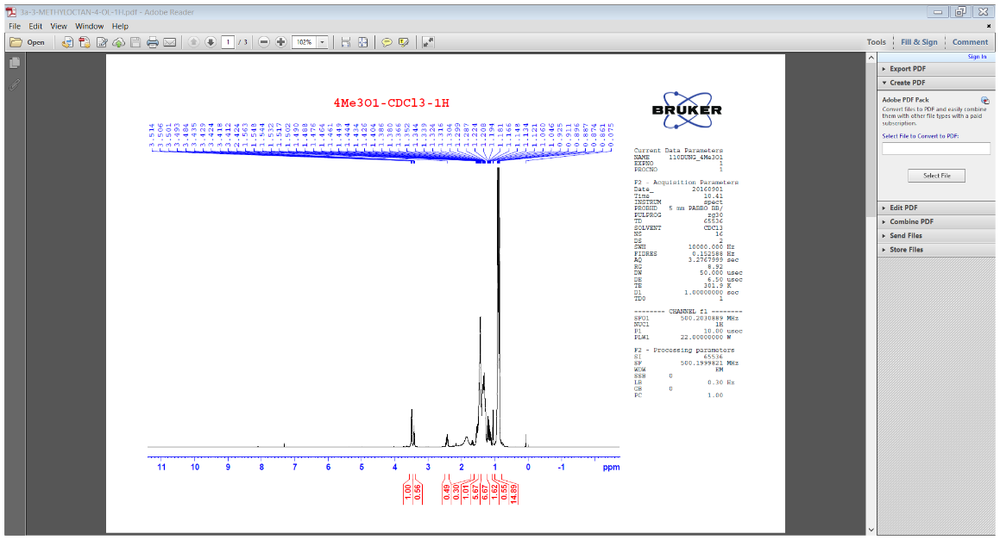 3a-3-METHYLOCTAN-4-OL-1H.pdf - Adobe Reader
File Edit View Window Help
Open 1 / 3 102% Tools Fill & Sign Comment
Sign In
Export PDF
Create PDF
Adobe PDF Pack
Convert files to PDF and easily combine
them with other file types with a paid
subscription.
Select File to Convert to PDF:
Select File
Edit PDF
Combine PDF
Send Files
Store Files
4Me3O1-CDCl3-1H
3.514
3.506
3.501
3.493
3.484
3.435
3.429
3.424
3.418
3.412
2.424
1.563
1.548
1.544
1.532
1.519
1.502
1.490
1.488
1.476
1.464
1.461
1.449
1.444
1.434
1.426
1.404
1.386
1.380
1.366
1.352
1.344
1.339
1.324
1.316
1.304
1.299
1.287
1.224
1.208
1.194
1.181
1.166
1.148
1.134
1.121
1.060
1.046
0.925
0.911
0.896
0.887
0.874
0.861
0.075
BRUKER
Current Data Parameters
NAME 110DUNG_4Me3O1
EXPNO 1
PROCNO 1
F2 - Acquisition Parameters
Date_ 20160901
Time 10.41
INSTRUM spect
PROBHD 5 mm PABBO BB/
PULPROG zg30
TD 65536
SOLVENT CDCl3
NS 16
DS 2
SWH 10000.000 Hz
FIDRES 0.152588 Hz
AQ 3.2767999 sec
RG 8.92
DW 50.000 usec
DE 6.50 usec
TE 301.9 K
D1 1.00000000 sec
TD0 1
======== CHANNEL f1 ========
SFO1 500.2030889 MHz
NUC1 1H
P1 10.00 usec
PLW1 22.00000000 W
F2 - Processing parameters
SI 65536
SF 500.1999821 MHz
WDW EM
SSB 0
LB 0.30 Hz
GB 0
PC 1.00
11 10 9 8 7 6 5 4 3 2 1 0 -1 ppm
1.00
0.56
0.49
0.30
1.01
5.67
6.67
1.62
0.55
14.89